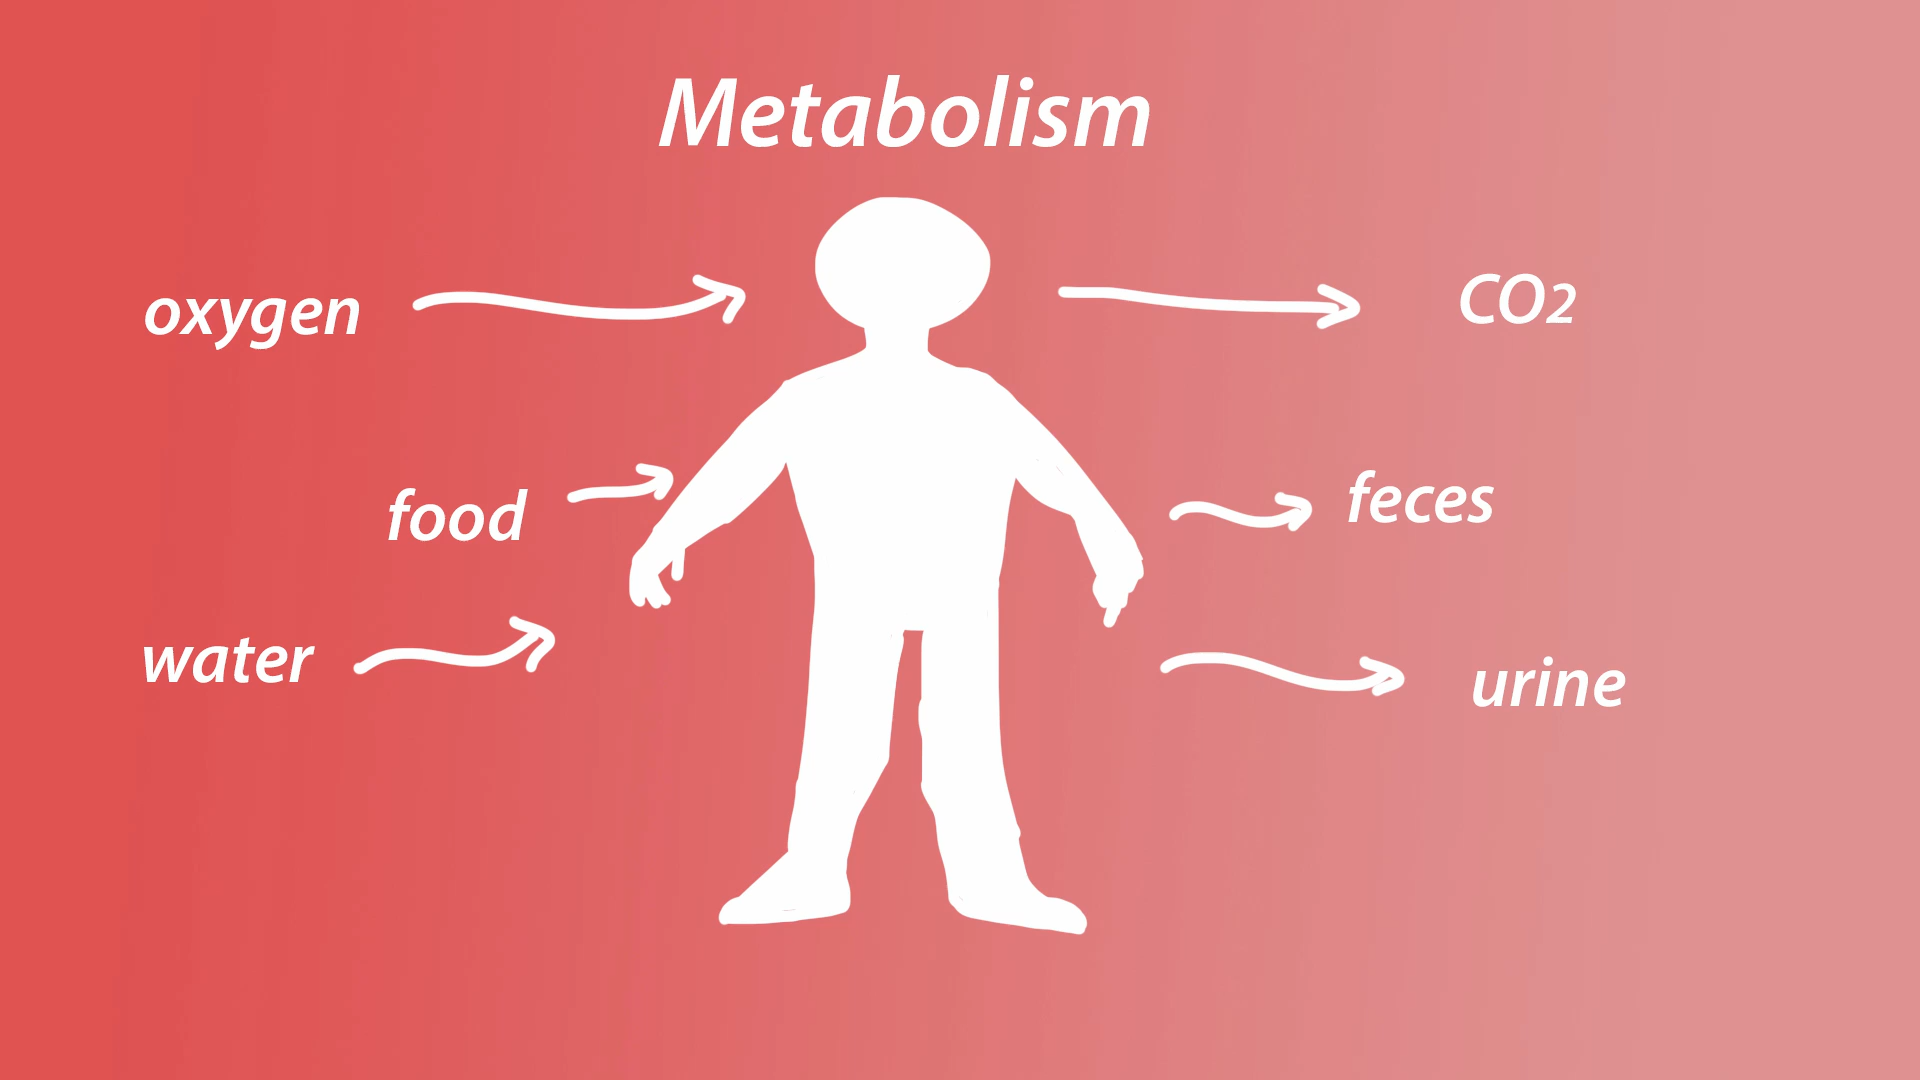 Metabolism
oxygen
CO2
food
feces
water
urine